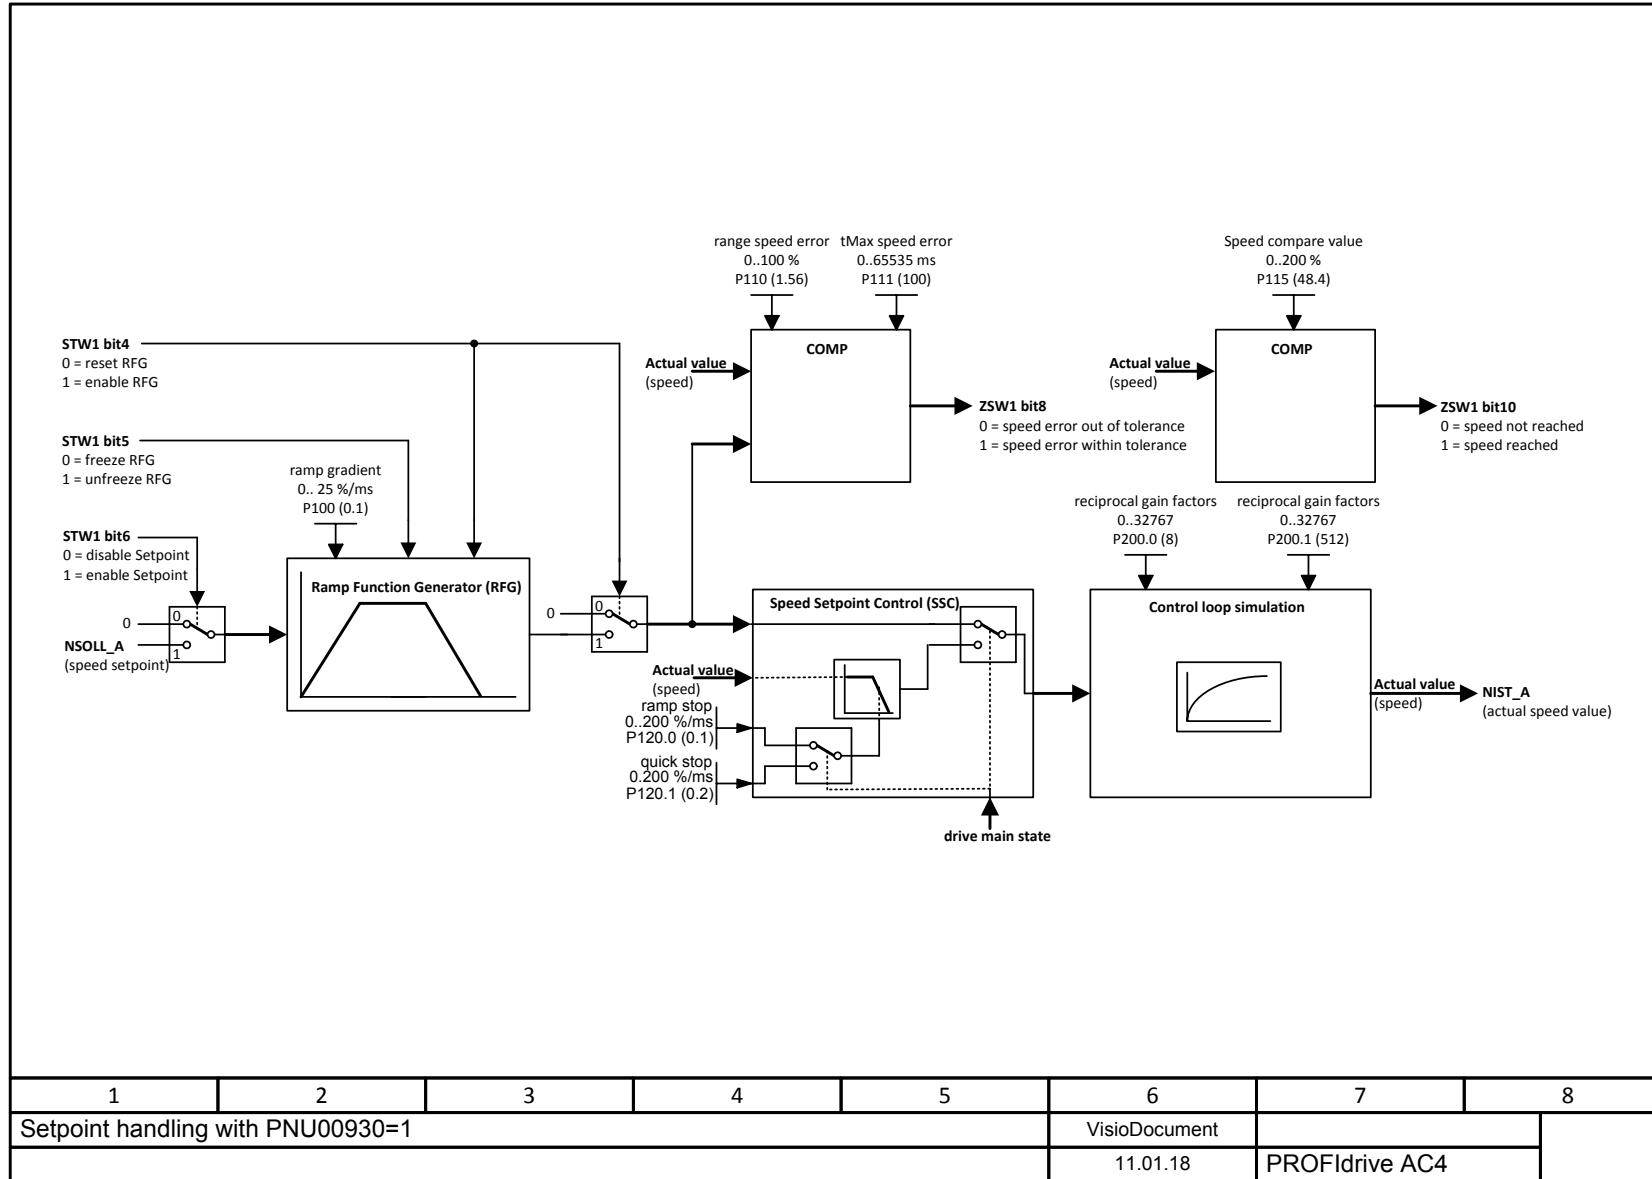 range speed error
0..100 %
P110 (1.56)
tMax speed error
0..65535 ms
P111 (100)
Speed compare value
0..200 %
P115 (48.4)
STW1 bit4
0 = reset RFG
1 = enable RFG
COMP
Actual value
(speed)
ZSW1 bit8
0 = speed error out of tolerance
1 = speed error within tolerance
COMP
Actual value
(speed)
ZSW1 bit10
0 = speed not reached
1 = speed reached
STW1 bit5
0 = freeze RFG
1 = unfreeze RFG
ramp gradient
0.. 25 %/ms
P100 (0.1)
STW1 bit6
0 = disable Setpoint
1 = enable Setpoint
reciprocal gain factors
0..32767
P200.0 (8)
reciprocal gain factors
0..32767
P200.1 (512)
Ramp Function Generator (RFG)
0
0
NSOLL_A
(speed setpoint)
1
0
0
1
Speed Setpoint Control (SSC)
Actual value
(speed)
ramp stop
0..200 %/ms
P120.0 (0.1)
quick stop
0.200 %/ms
P120.1 (0.2)
drive main state
Control loop simulation
Actual value
(speed)
NIST_A
(actual speed value)
1 2 3 4 5 6 7 8
Setpoint handling with PNU00930=1
VisioDocument
11.01.18
PROFIdrive AC4